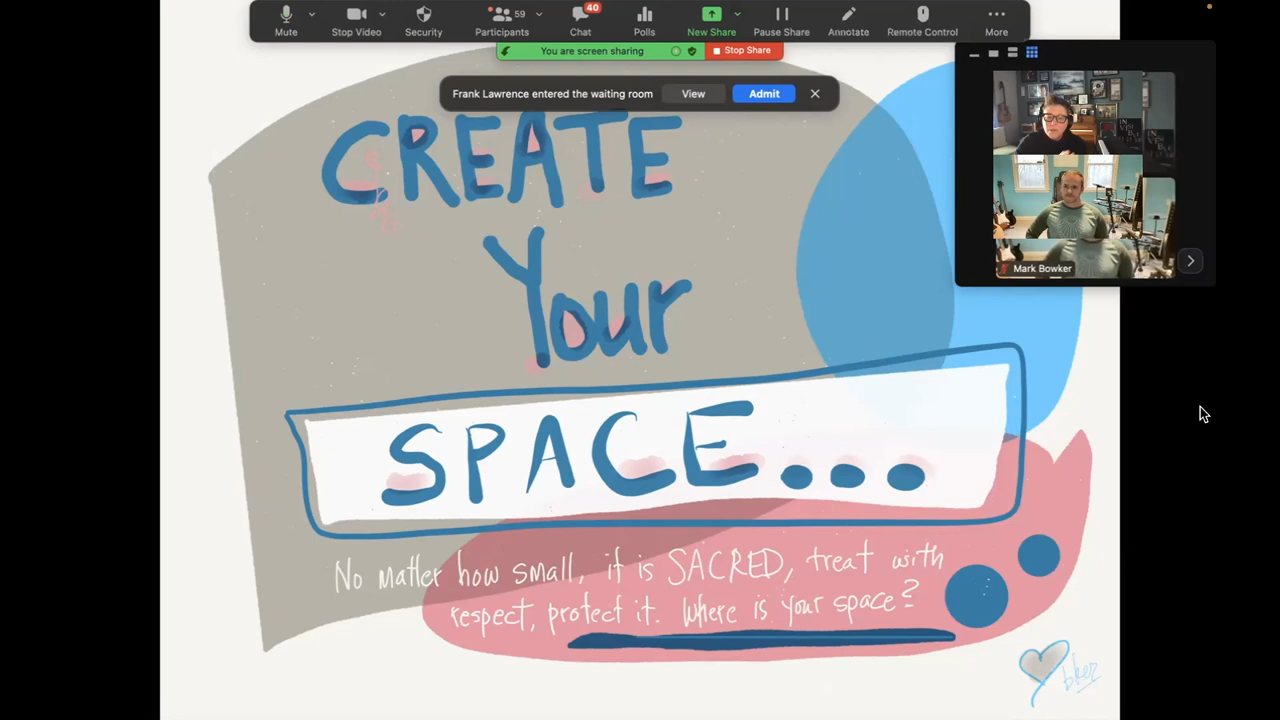 59
40
Mute
Stop Video
Security
Participants
Chat
Polls
New Share
Pause Share
Annotate
Remote Control
More
You are screen sharing
Stop Share
Frank Lawrence entered the waiting room
View
Admit
Mark Bowker
CREATE
Your
SPACE...
No matter how small, it is SACRED, treat with
respect, protect it. Where is your space?